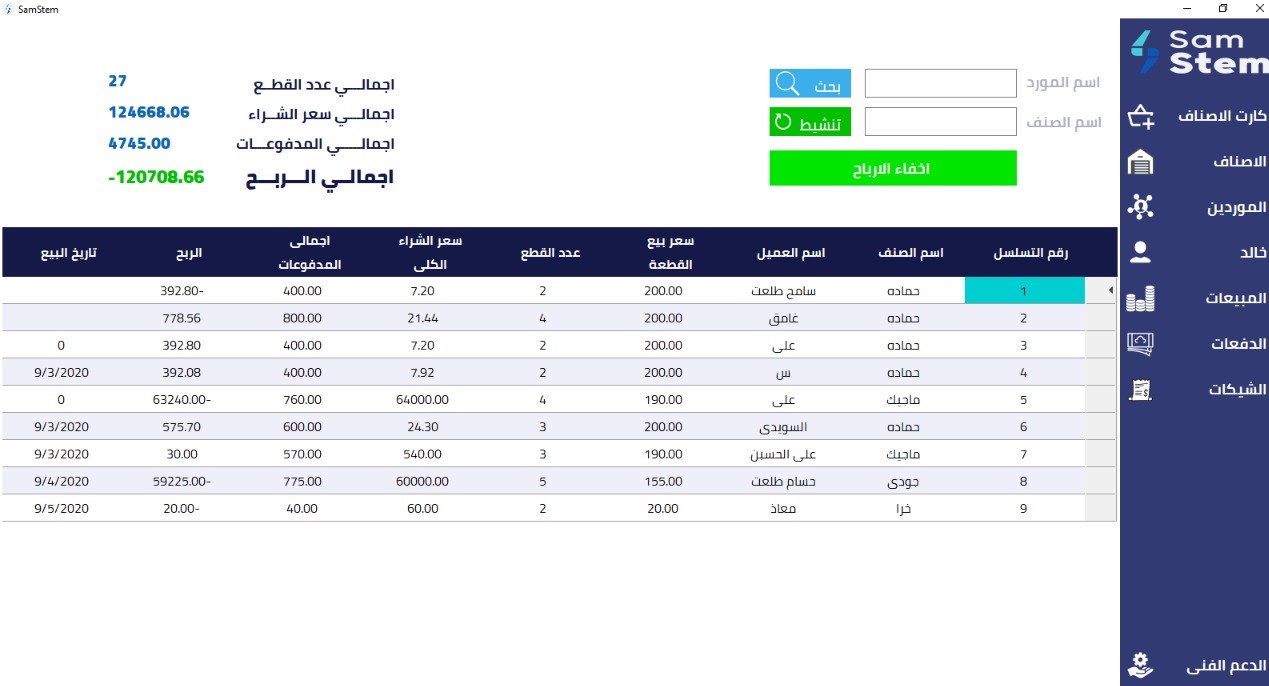 SamStem
Sam
Stem
كارت الاصناف
الاصناف
الموردين
خالد
المبيعات
الدفعات
الشيكات
الدعم الفنى
اسم المورد
بحث
اسم الصنف
تنشيط
اخفاء الارباح
اجمالـــي عدد القطــع 27
اجمالـــي سعر الشــراء 124668.06
اجمالـــــي المدفوعـــات 4745.00
اجمالــي الـــربـــح -120708.66
رقم التسلسل اسم الصنف اسم العميل سعر بيع القطعة عدد القطع سعر الشراء الكلى اجمالى المدفوعات الربح تاريخ البيع
1 حماده سامح طلعت 200.00 2 7.20 400.00 392.80-
2 حماده غامق 200.00 4 21.44 800.00 778.56
3 حماده على 200.00 2 7.20 400.00 392.80 0
4 حماده س 200.00 2 7.92 400.00 392.08 9/3/2020
5 ماجيك على 190.00 4 64000.00 760.00 63240.00- 0
6 حماده السويدى 200.00 3 24.30 600.00 575.70 9/3/2020
7 ماجيك على الحسبن 190.00 3 540.00 570.00 30.00 9/3/2020
8 جودى حسام طلعت 155.00 5 60000.00 775.00 59225.00- 9/4/2020
9 خرا معاذ 20.00 2 60.00 40.00 20.00- 9/5/2020